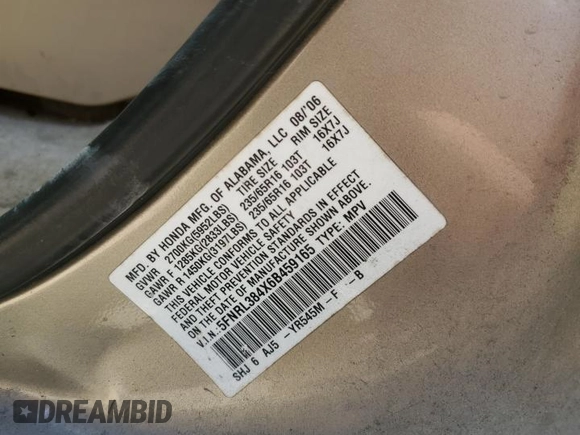 MFD. BY HONDA MFG. OF ALABAMA, LLC 08/'06
GVWR 2700KG(5952LBS) TIRE SIZE RIM SIZE
GAWR F 1285KG(2833LBS) 235/65R16 103T 16X7J
GAWR R 1450KG(3197LBS) 235/65R16 103T 16X7J
THIS VEHICLE CONFORMS TO ALL APPLICABLE
FEDERAL MOTOR VEHICLE SAFETY
AND THEFT PREVENTION STANDARDS IN EFFECT
ON THE DATE OF MANUFACTURE SHOWN ABOVE.
V.I.N.:5FNRL384X6B459165 TYPE: MPV
SHJ 6 AJ5 -YR545M-F -B
DREAMBID